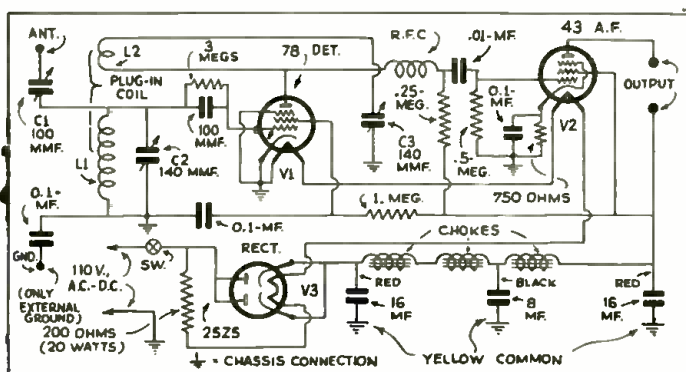 ANT.
L2
3
MEGS
78 DET.
R.F.C
.01-MF.
43 A.F.
PLUG-IN
COIL
OUTPUT
C1
100
MMF.
100
MMF.
.25-
MEG.
0.1-
MF.
C3
140
MMF.
V2
C2
140 MMF.
L1
V1
.5-
MEG.
750 OHMS
0.1-
MF.
1. MEG.
0.1-MF.
CHOKES
RECT.
GND.
110 V.,
A.C.-D.C.
SW.
V3
RED
BLACK
RED
(ONLY
EXTERNAL
GROUND)
16
MF.
8
MF.
16
MF.
200 OHMS
(20 WATTS)
25Z5
= CHASSIS CONNECTION
YELLOW COMMON